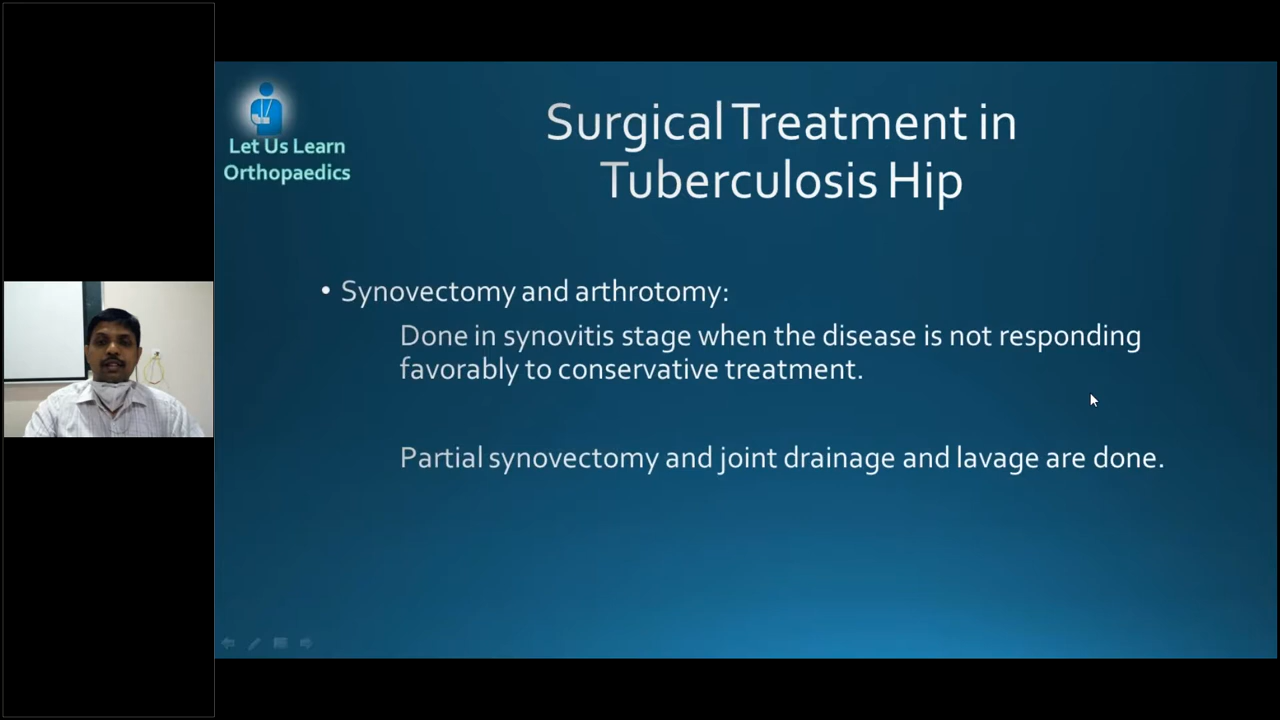 Let Us Learn
Orthopaedics
Surgical Treatment in
Tuberculosis Hip
• Synovectomy and arthrotomy:
Done in synovitis stage when the disease is not responding
favorably to conservative treatment.
Partial synovectomy and joint drainage and lavage are done.